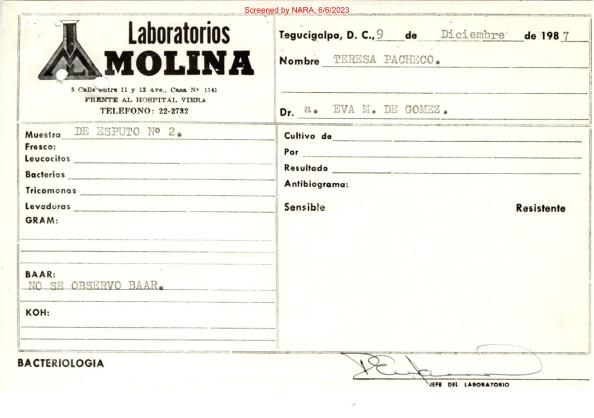 Screened by NARA, 6/6/2023
Laboratorios
MOLINA
5 Calle entre 11 y 12 Ave., Casa Nº 1141
FRENTE AL HOSPITAL VIERA
TELEFONO: 22-2732
Tegucigalpa, D. C., 9 de Diciembre de 1987
Nombre TERESA PACHECO.
Dr. a. EVA M. DE GOMEZ.
Muestra DE ESPUTO Nº 2.
Fresco:
Leucocitos
Bacterias
Tricomonas
Levaduras
GRAM:
BAAR:
NO SE OBSERVO BAAR.
KOH:
Cultivo de
Por
Resultado
Antibiograma:
Sensible Resistente
BACTERIOLOGIA
JEFE DEL LABORATORIO